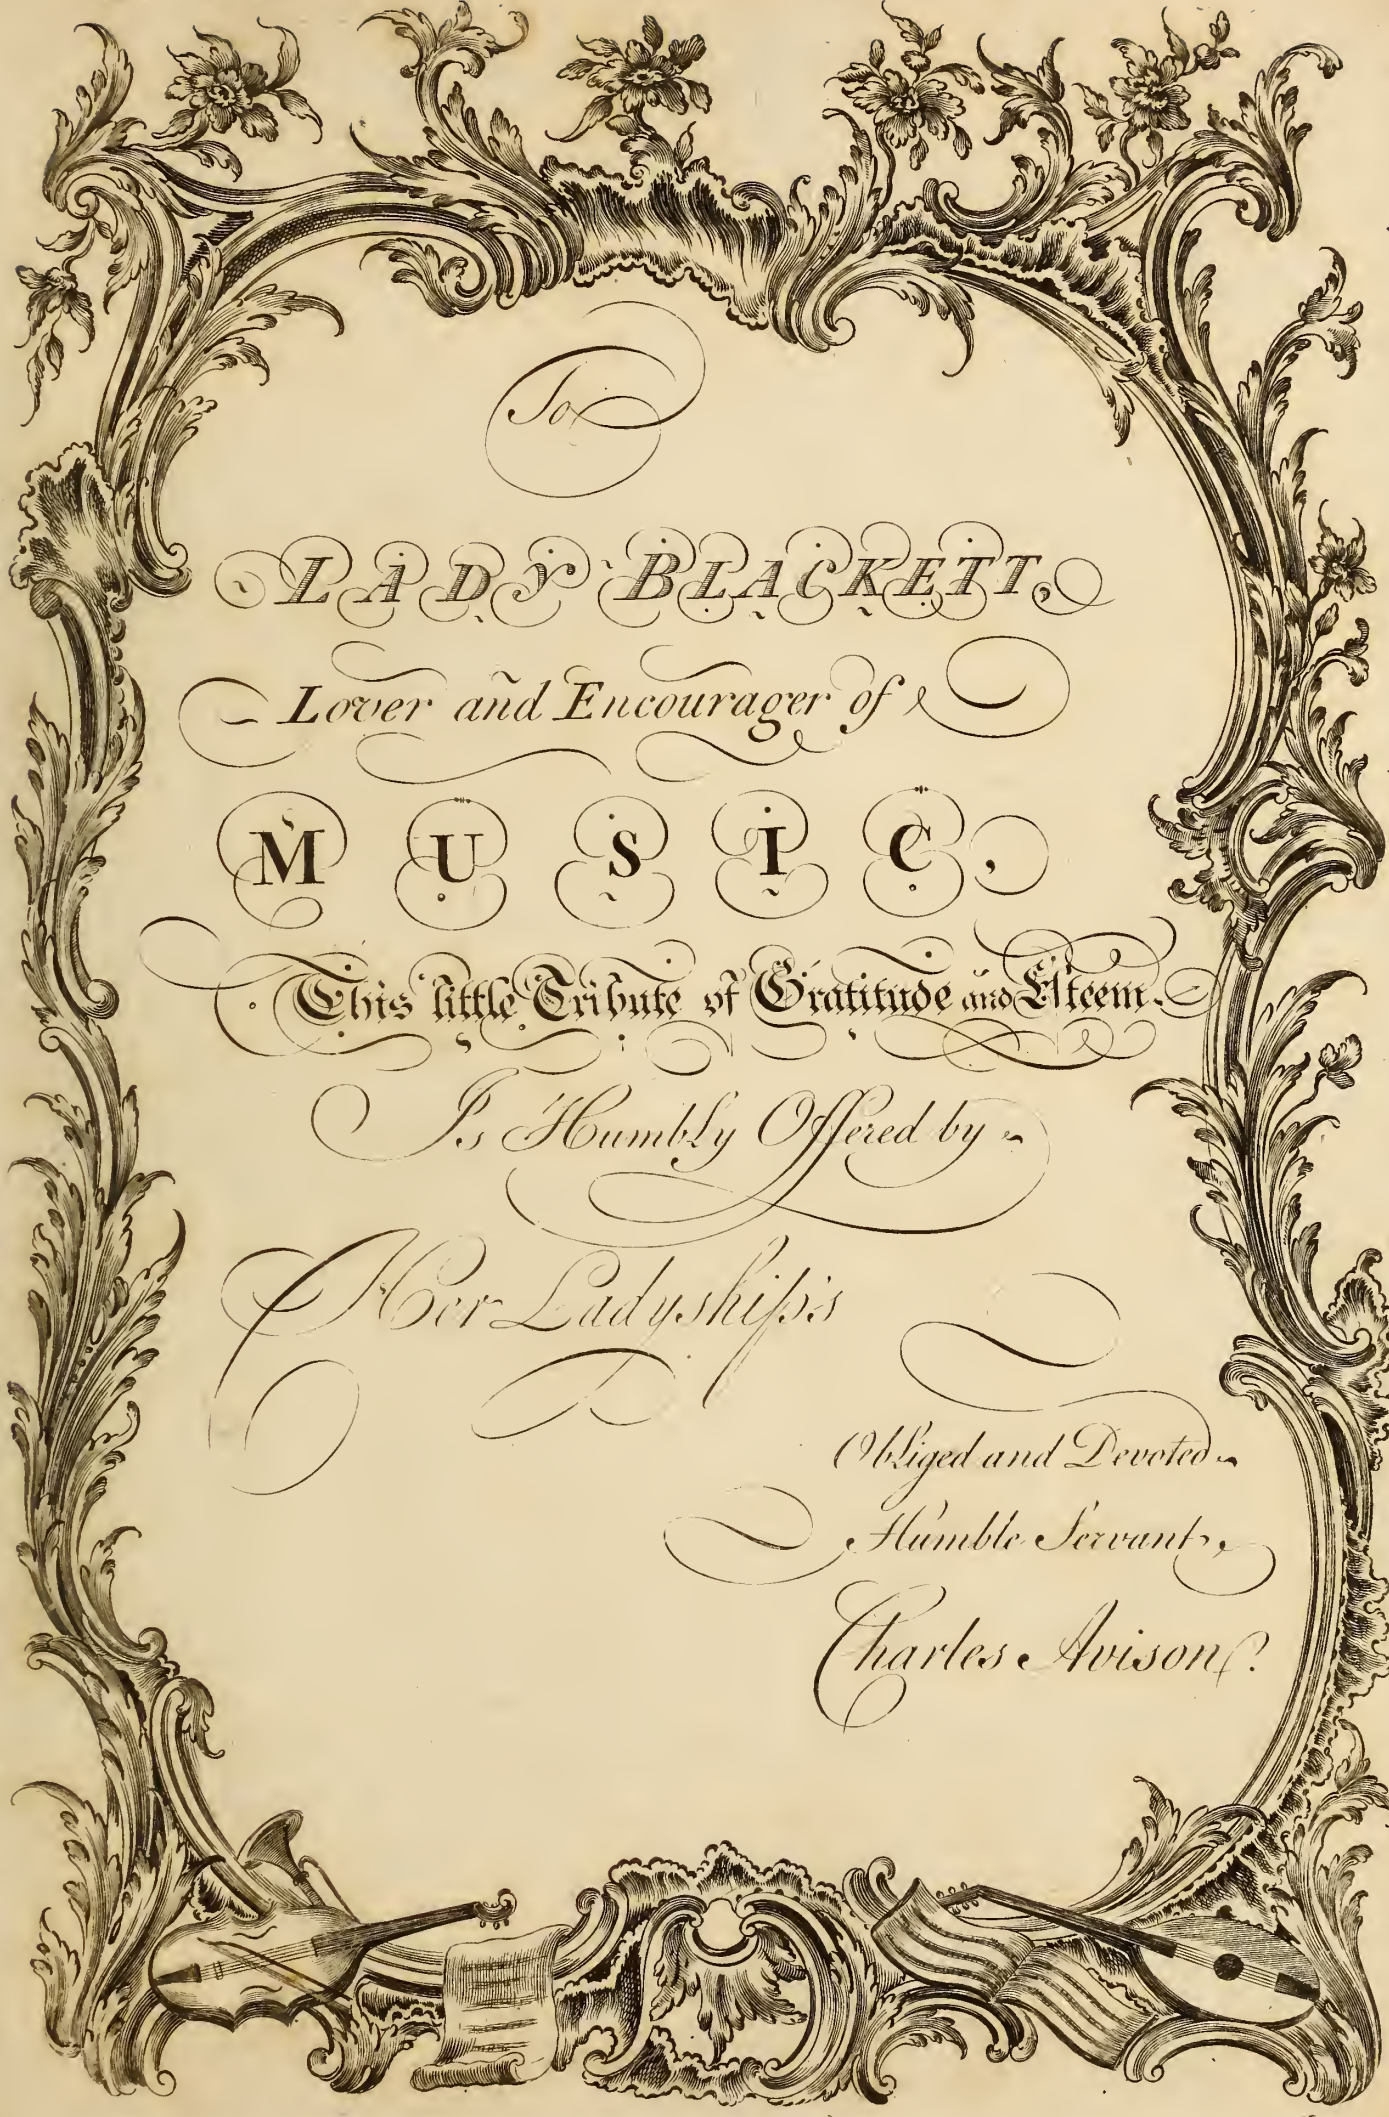 To
LADY BLACKETT,
Lover and Encourager of
MUSIC,
This little Tribute of Gratitude and Esteem.
Is Humbly Offered by
Her Ladyship's
Obliged and Devoted
Humble Servant,
Charles Avison.